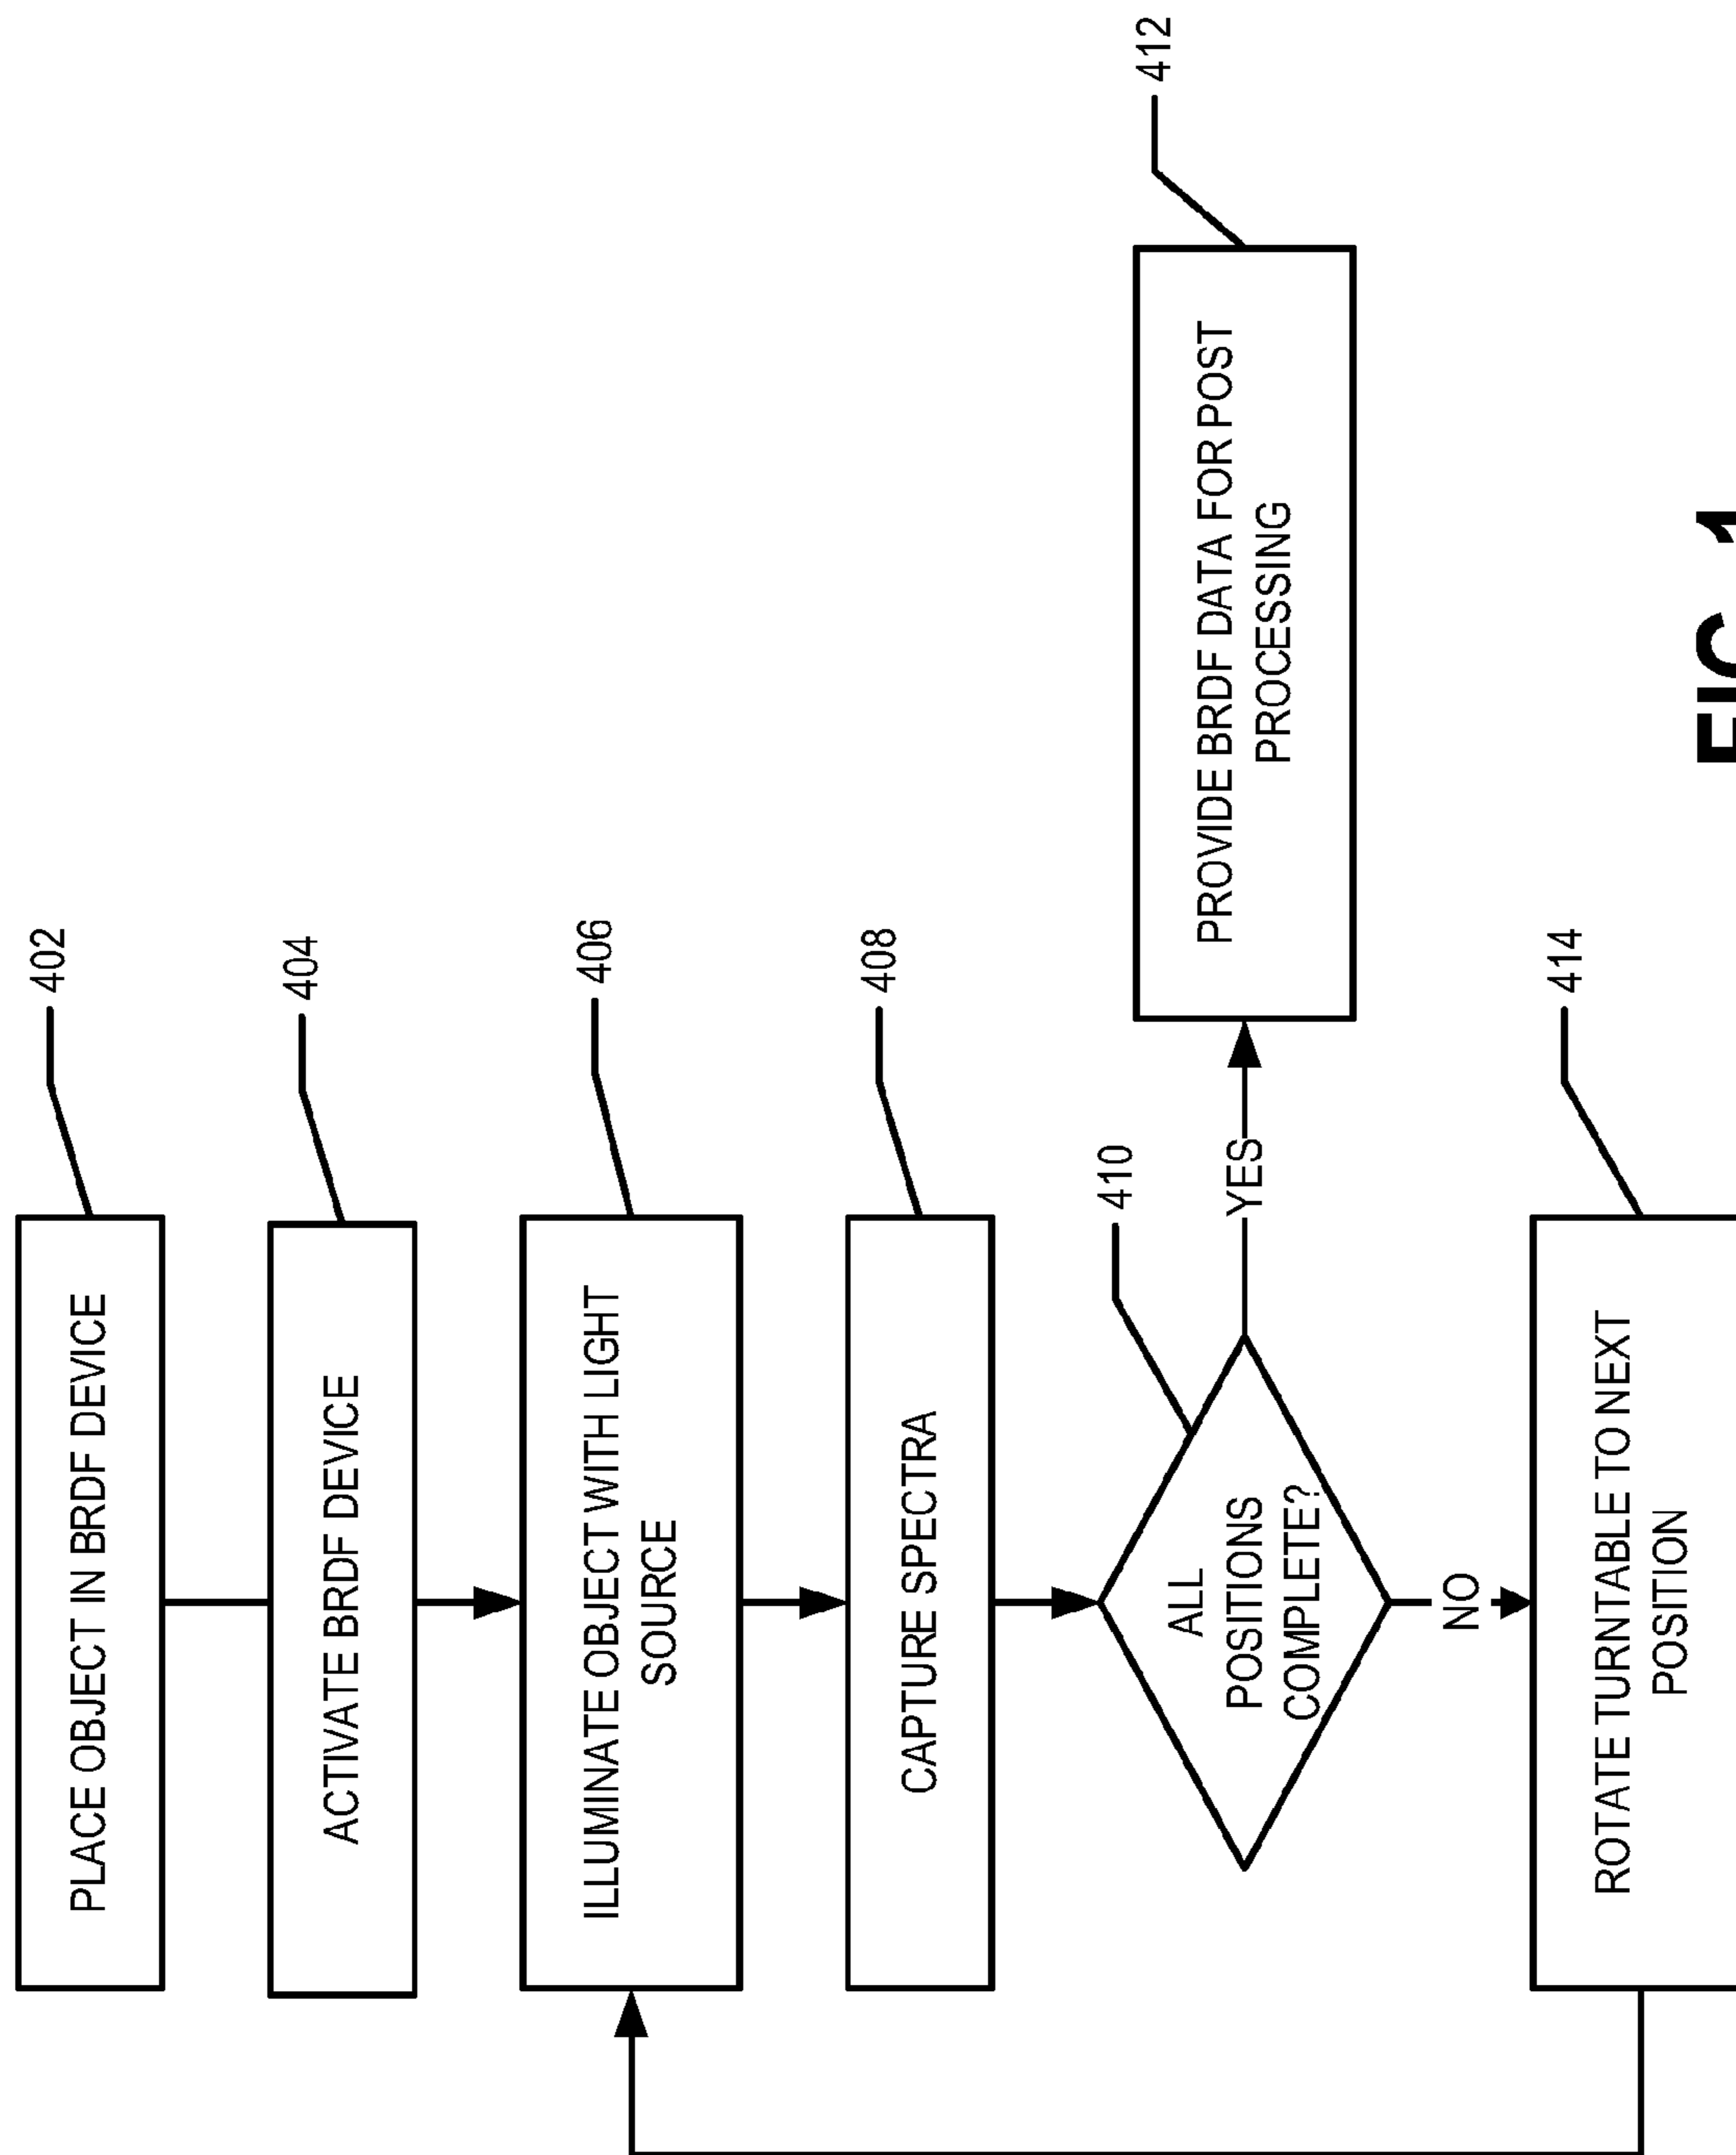 402
PLACE OBJECT IN BRDF DEVICE
404
ACTIVATE BRDF DEVICE
406
ILLUMINATE OBJECT WITH LIGHT
SOURCE
408
CAPTURE SPECTRA
410
ALL
POSITIONS
COMPLETE?
YES
412
PROVIDE BRDF DATA FOR POST
PROCESSING
NO
414
ROTATE TURNTABLE TO NEXT
POSITION